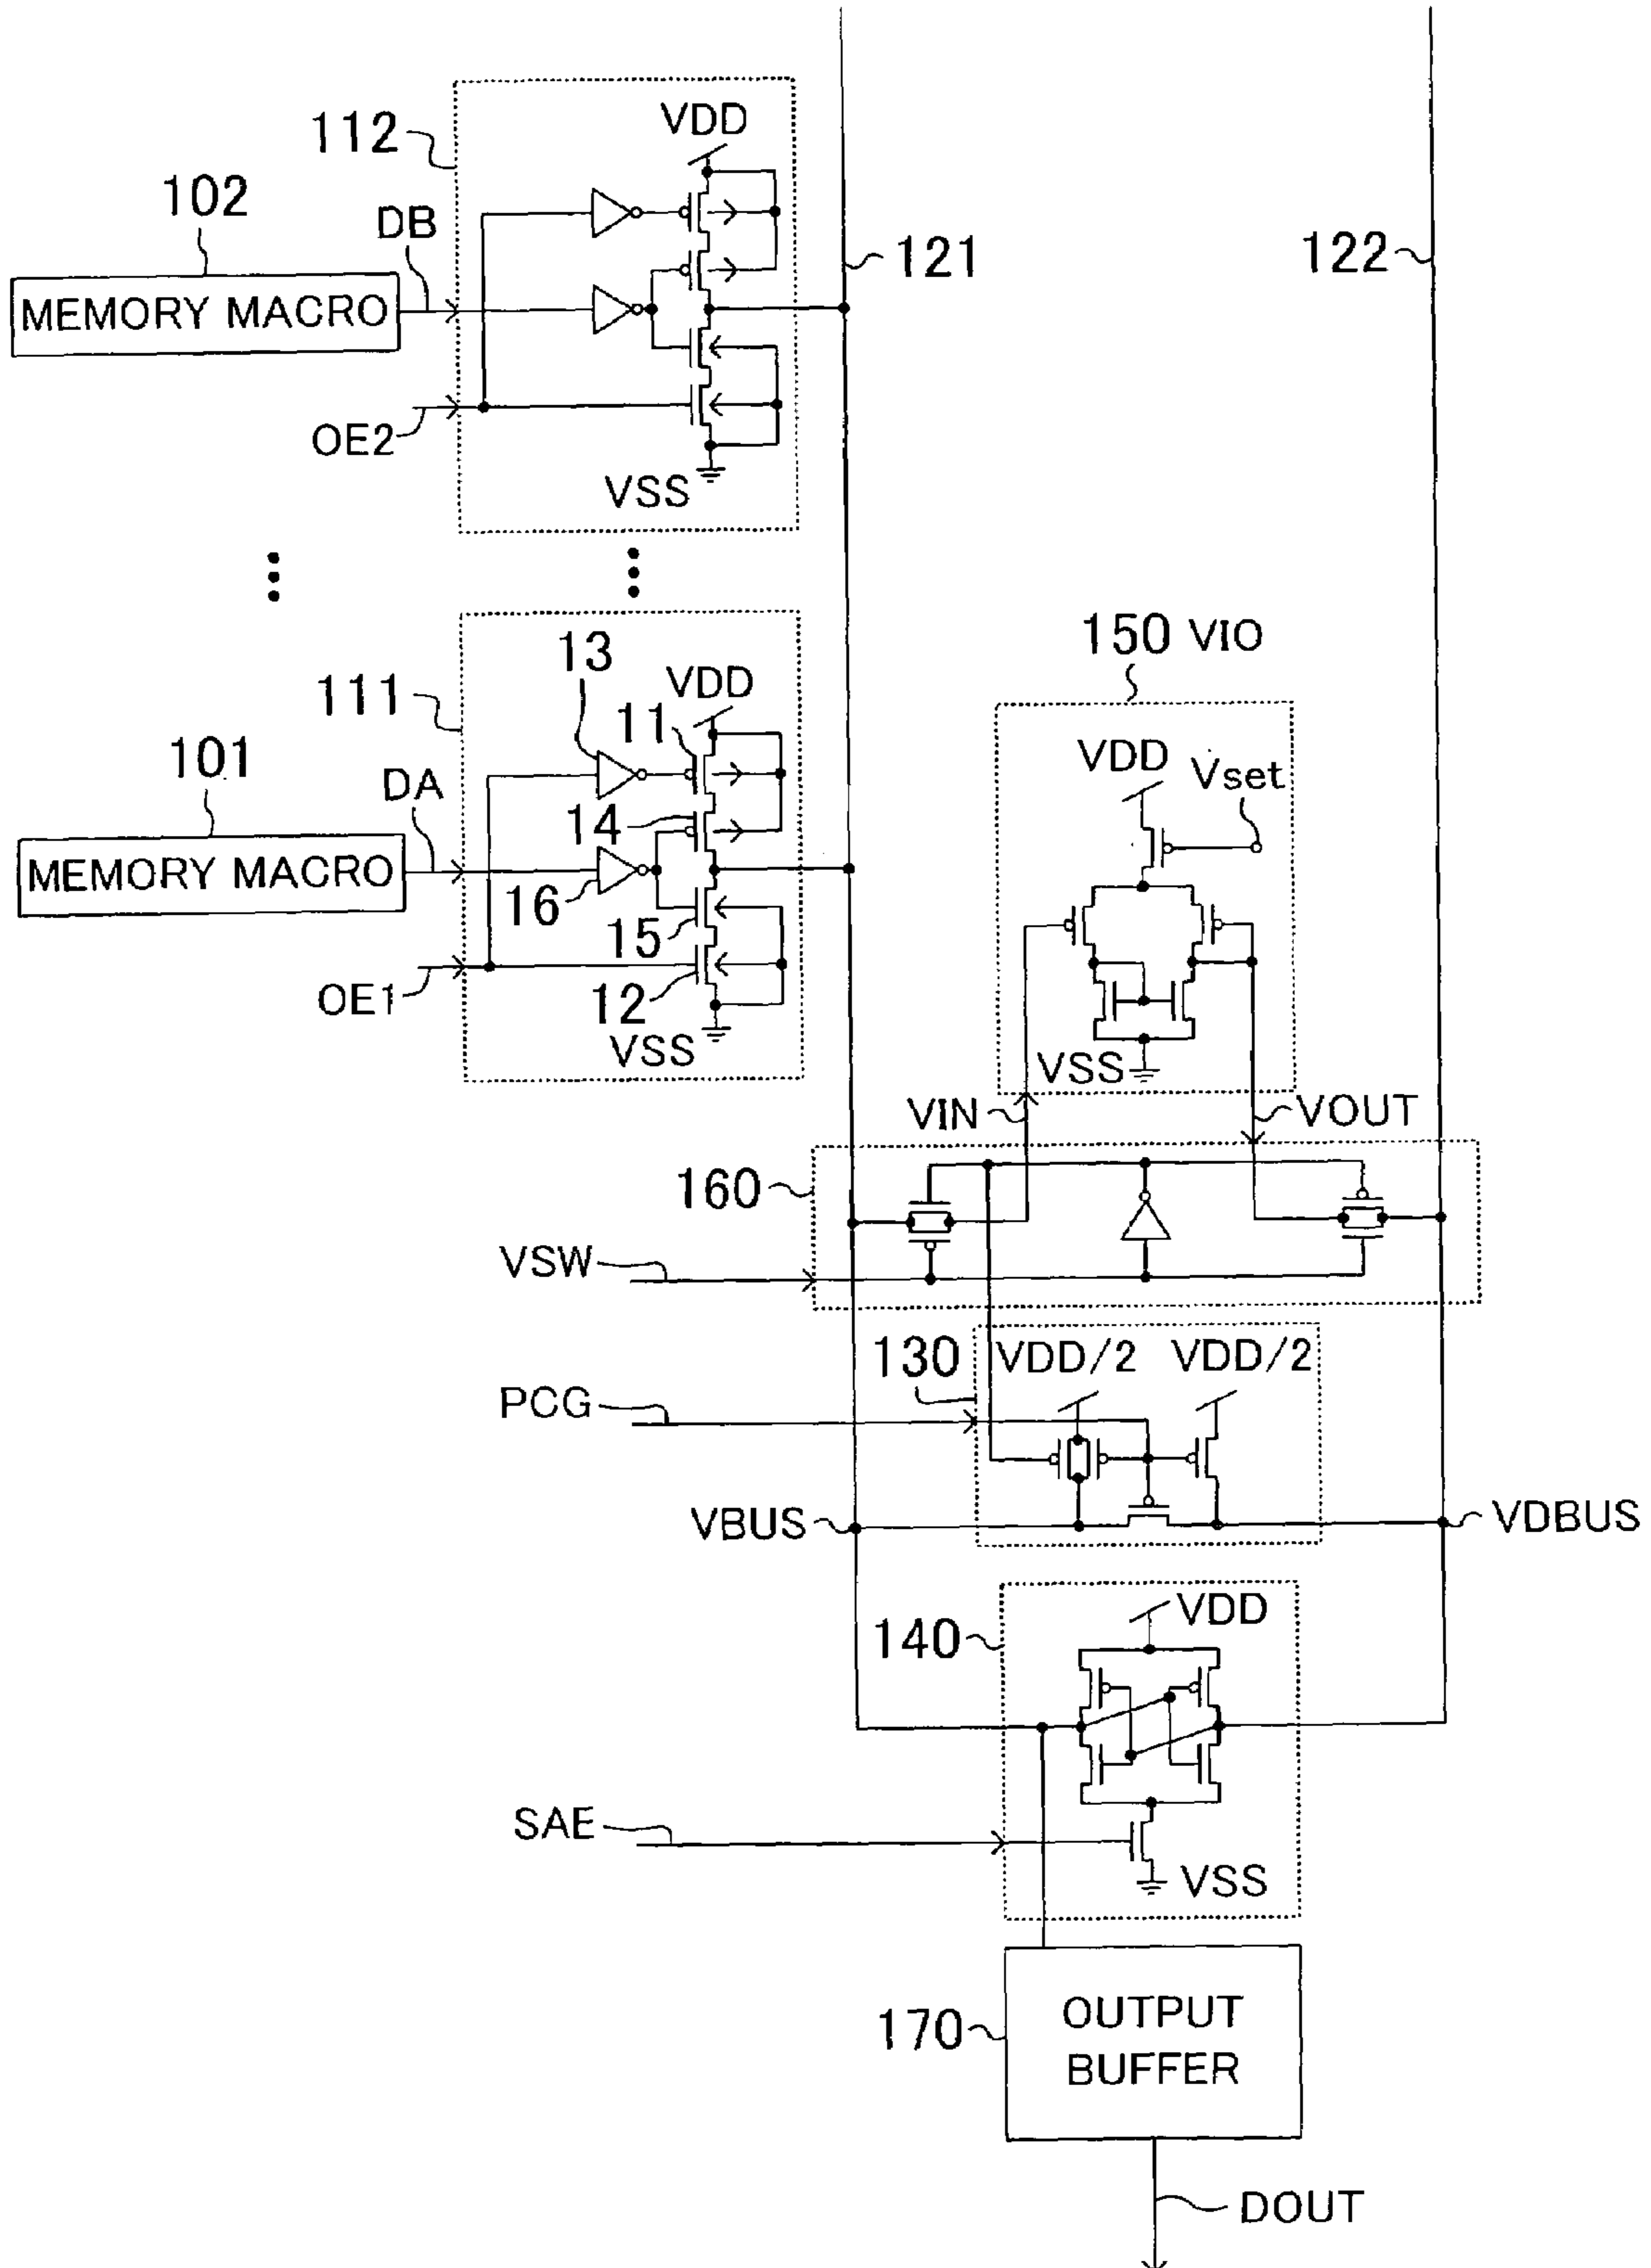 112
VDD
102
DB
MEMORY MACRO
121
122
OE2
VSS
150 VIO
13
VDD
111
11
101
DA
VDD
Vset
14
MEMORY MACRO
16
15
OE1
12
VSS
VSS
VIN
VOUT
160
VSW
130
VDD/2
VDD/2
PCG
VBUS
VDBUS
VDD
140
SAE
VSS
OUTPUT
BUFFER
170
DOUT